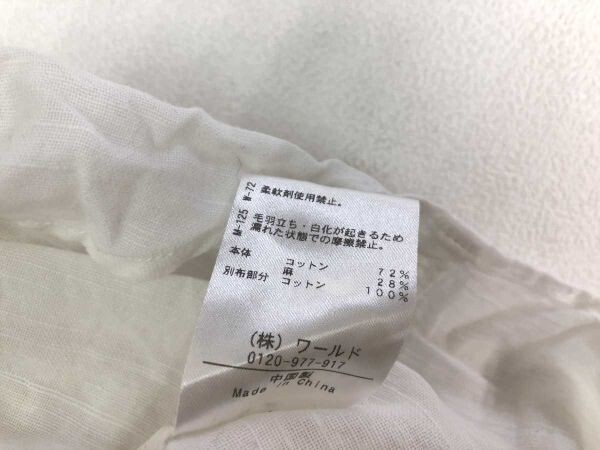 W-72 柔軟剤使用禁止。
W-125 毛羽立ち・白化が起きるため
濡れた状態での摩擦禁止。
本体 コットン 72%
麻 28%
別布部分 コットン 100%
(株) ワールド
0120-977-917
中国製
Made in China